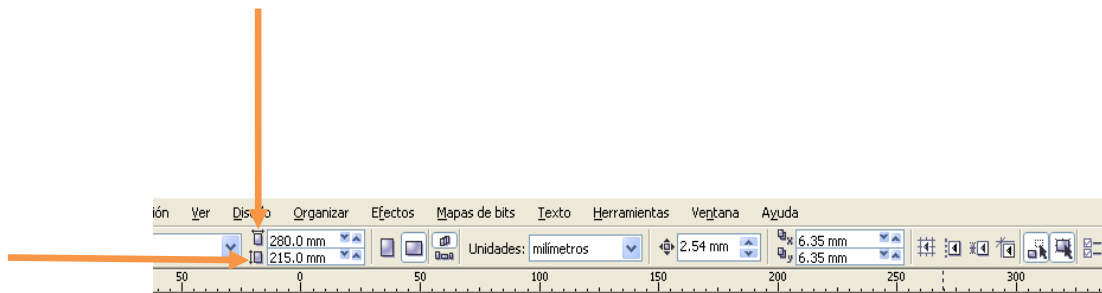 ión Ver Diseño Organizar Efectos Mapas de bits Texto Herramientas Ventana Ayuda
280.0 mm
215.0 mm
Unidades: milímetros
2.54 mm
x 6.35 mm
y 6.35 mm
50 0 50 100 150 200 250 300